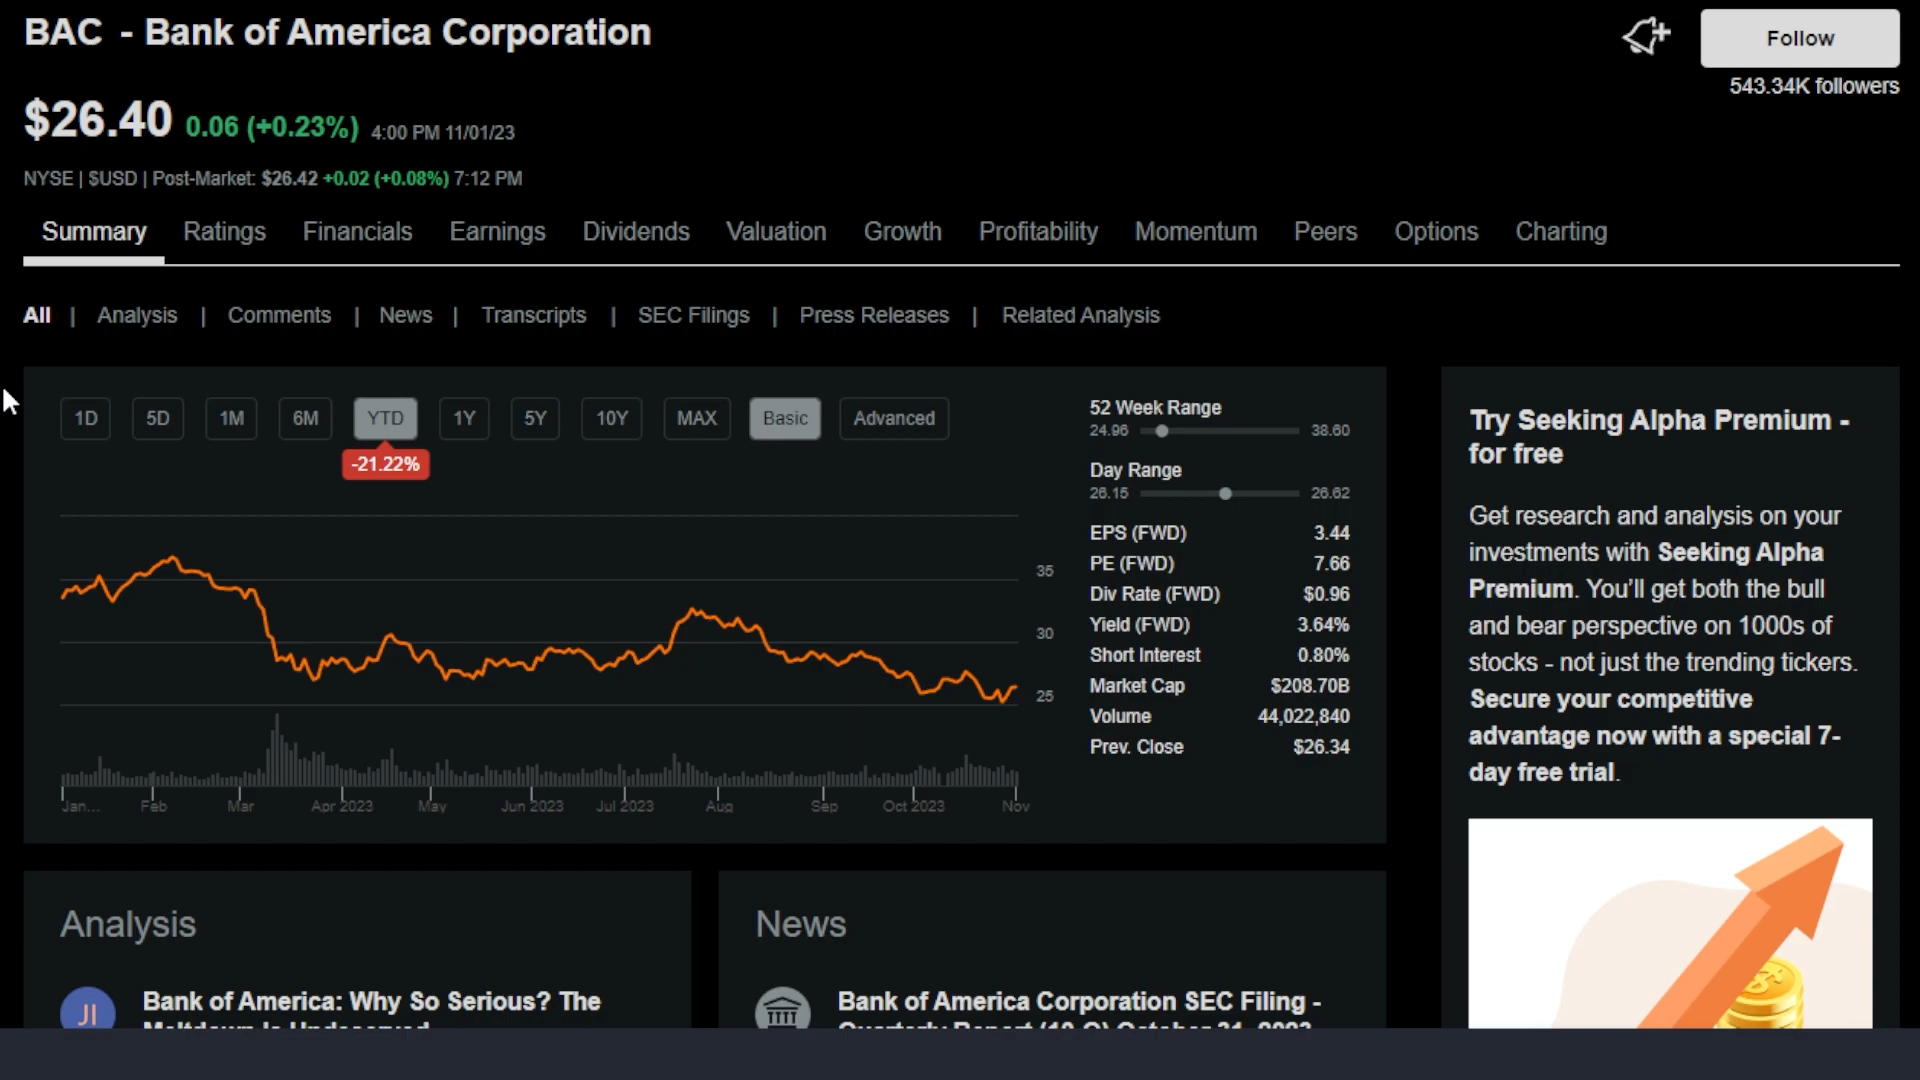 BAC - Bank of America Corporation
Follow
543.34K followers
$26.40 0.06 (+0.23%) 4:00 PM 11/01/23
NYSE | $USD | Post-Market: $26.42 +0.02 (+0.08%) 7:12 PM
Summary Ratings Financials Earnings Dividends Valuation Growth Profitability Momentum Peers Options Charting
All | Analysis | Comments | News | Transcripts | SEC Filings | Press Releases | Related Analysis
1D 5D 1M 6M YTD 1Y 5Y 10Y MAX Basic Advanced
-21.22%
35
30
25
Jan... Feb Mar Apr 2023 May Jun 2023 Jul 2023 Aug Sep Oct 2023 Nov
52 Week Range
24.96 38.60
Day Range
26.15 26.62
EPS (FWD) 3.44
PE (FWD) 7.66
Div Rate (FWD) $0.96
Yield (FWD) 3.64%
Short Interest 0.80%
Market Cap $208.70B
Volume 44,022,840
Prev. Close $26.34
Try Seeking Alpha Premium -
for free
Get research and analysis on your
investments with Seeking Alpha
Premium. You'll get both the bull
and bear perspective on 1000s of
stocks - not just the trending tickers.
Secure your competitive
advantage now with a special 7-
day free trial.
Analysis
JI
Bank of America: Why So Serious? The
Meltdown Is Undeserved
News
Bank of America Corporation SEC Filing -
Quarterly Report (10-Q) October 31, 2023